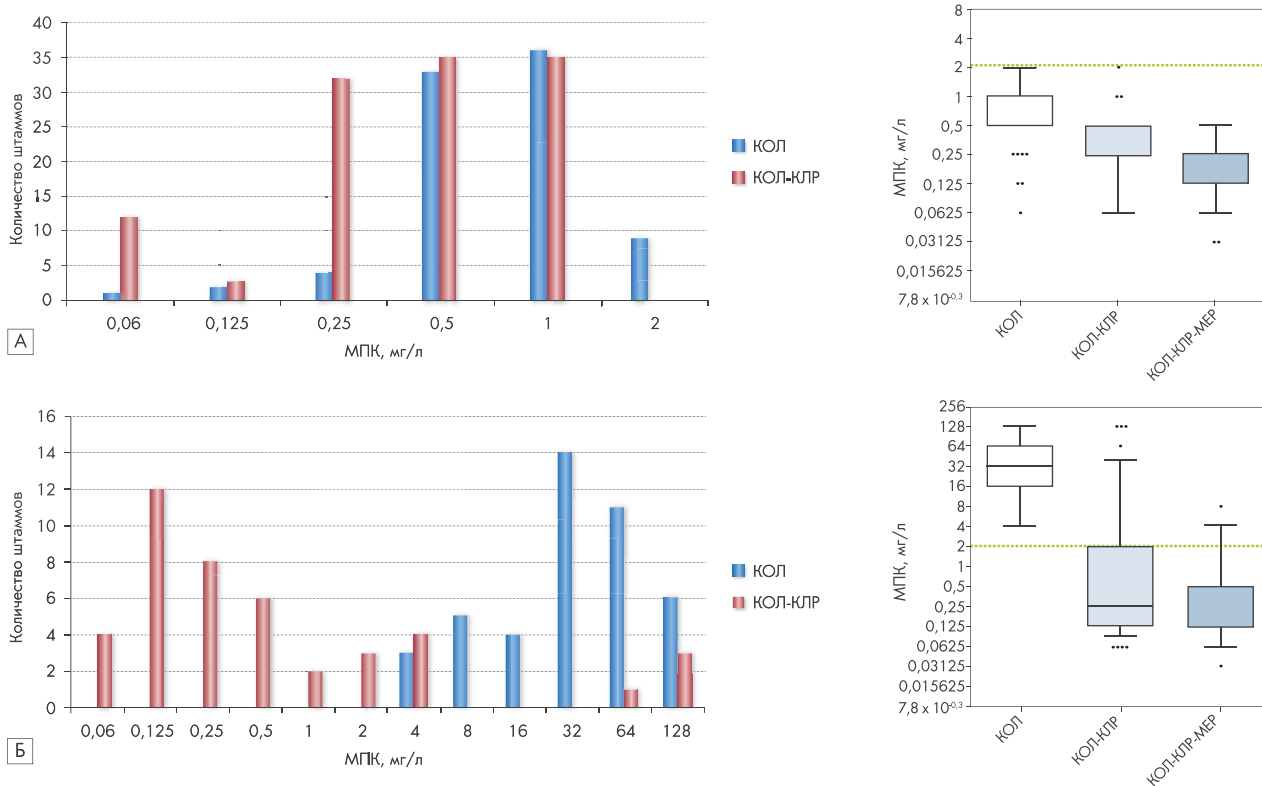 40
35
30
25
20
15
10
5
0
Количество штаммов
0,06 0,125 0,25 0,5 1 2
МПК, мг/л
А
КОЛ
КОЛ-КЛР
8
4
2
1
0,5
0,25
0,125
0,0625
0,03125
0,015625
7,8 x 10-0,3
МПК, мг/л
КОЛ
КОЛ-КЛР
КОЛ-КЛР-МЕР
16
14
12
10
8
6
4
2
0
Количество штаммов
0,06 0,125 0,25 0,5 1 2 4 8 16 32 64 128
МПК, мг/л
Б
КОЛ
КОЛ-КЛР
256
128
64
32
16
8
4
2
1
0,5
0,25
0,125
0,0625
0,03125
0,015625
7,8 x 10-0,3
МПК, мг/л
КОЛ
КОЛ-КЛР
КОЛ-КЛР-МЕР